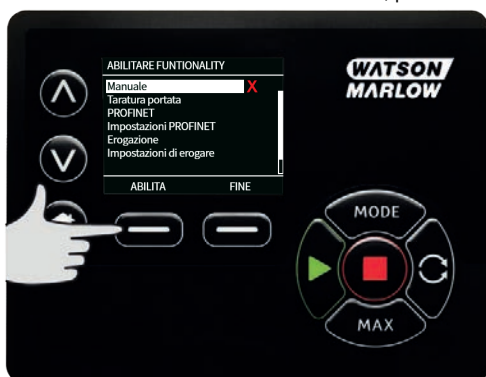 ABILITARE FUNTIONALITY
Manuale X
Taratura portata
PROFINET
Impostazioni PROFINET
Erogazione
Impostazioni di erogare
ABILITA FINE
WATSON
MARLOW
MODE
MAX